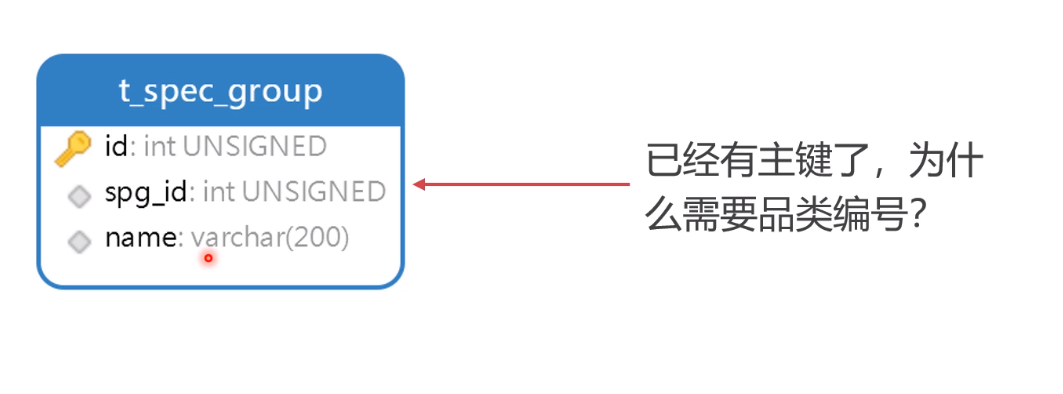 t_spec_group
id: int UNSIGNED
spg_id: int UNSIGNED
name: varchar(200)
已经有主键了，为什
么需要品类编号？